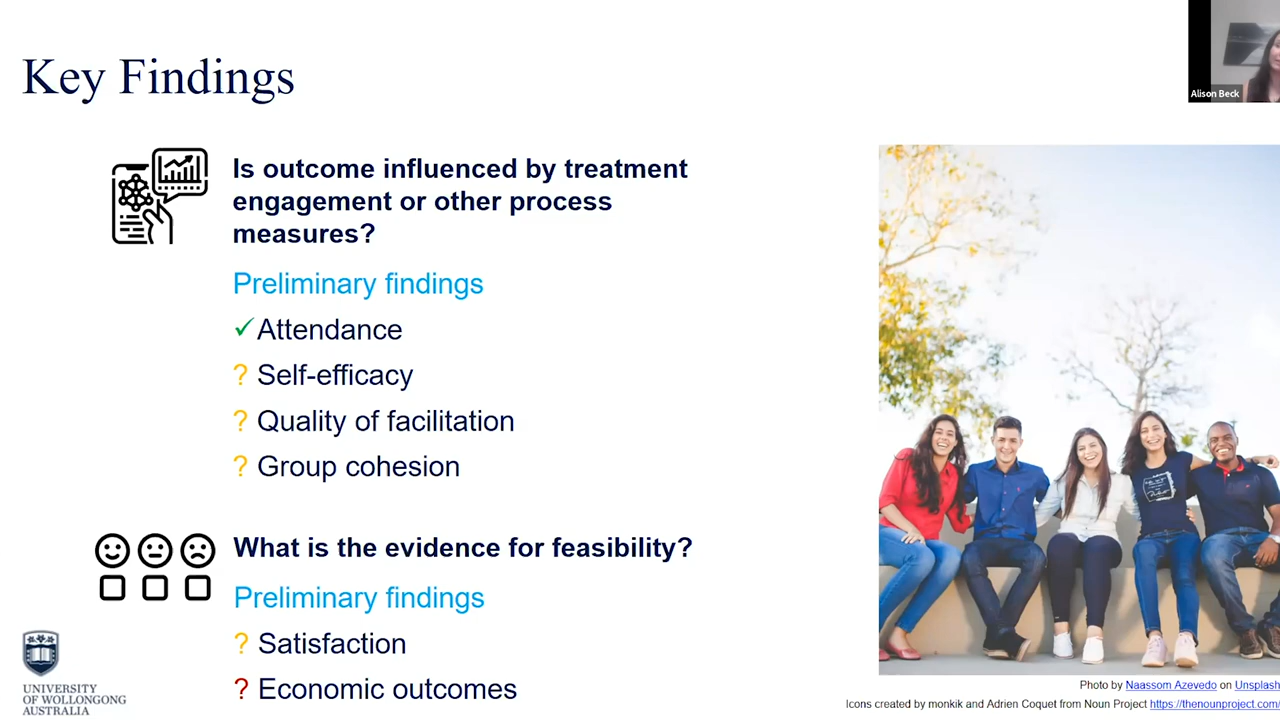 Key Findings
Alison Beck
Is outcome influenced by treatment
engagement or other process
measures?
Preliminary findings
✓Attendance
? Self-efficacy
? Quality of facilitation
? Group cohesion
What is the evidence for feasibility?
Preliminary findings
? Satisfaction
? Economic outcomes
UNIVERSITY
OF WOLLONGONG
AUSTRALIA
Photo by Naassom Azevedo on Unsplash
Icons created by monkik and Adrien Coquet from Noun Project https://thenounproject.com/